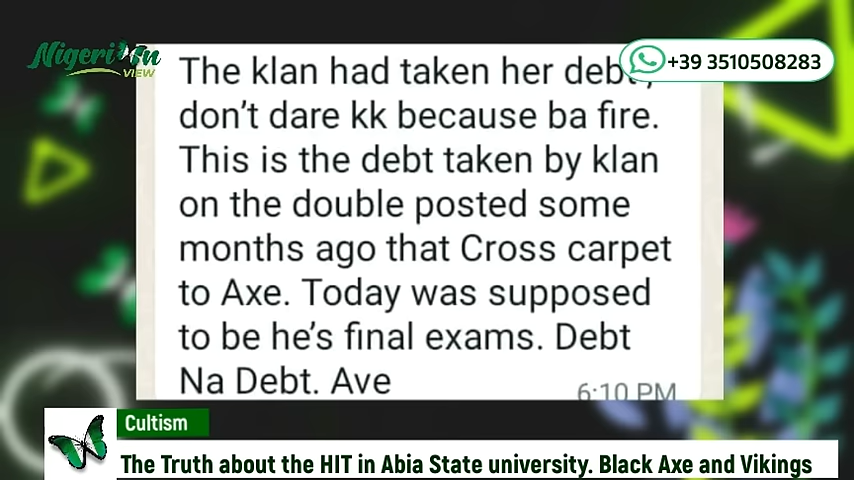 Nigerian
VIEW
+39 3510508283
The klan had taken her debt,
don't dare kk because ba fire.
This is the debt taken by klan
on the double posted some
months ago that Cross carpet
to Axe. Today was supposed
to be he's final exams. Debt
Na Debt. Ave
6:10 PM
Cultism
The Truth about the HIT in Abia State university. Black Axe and Vikings